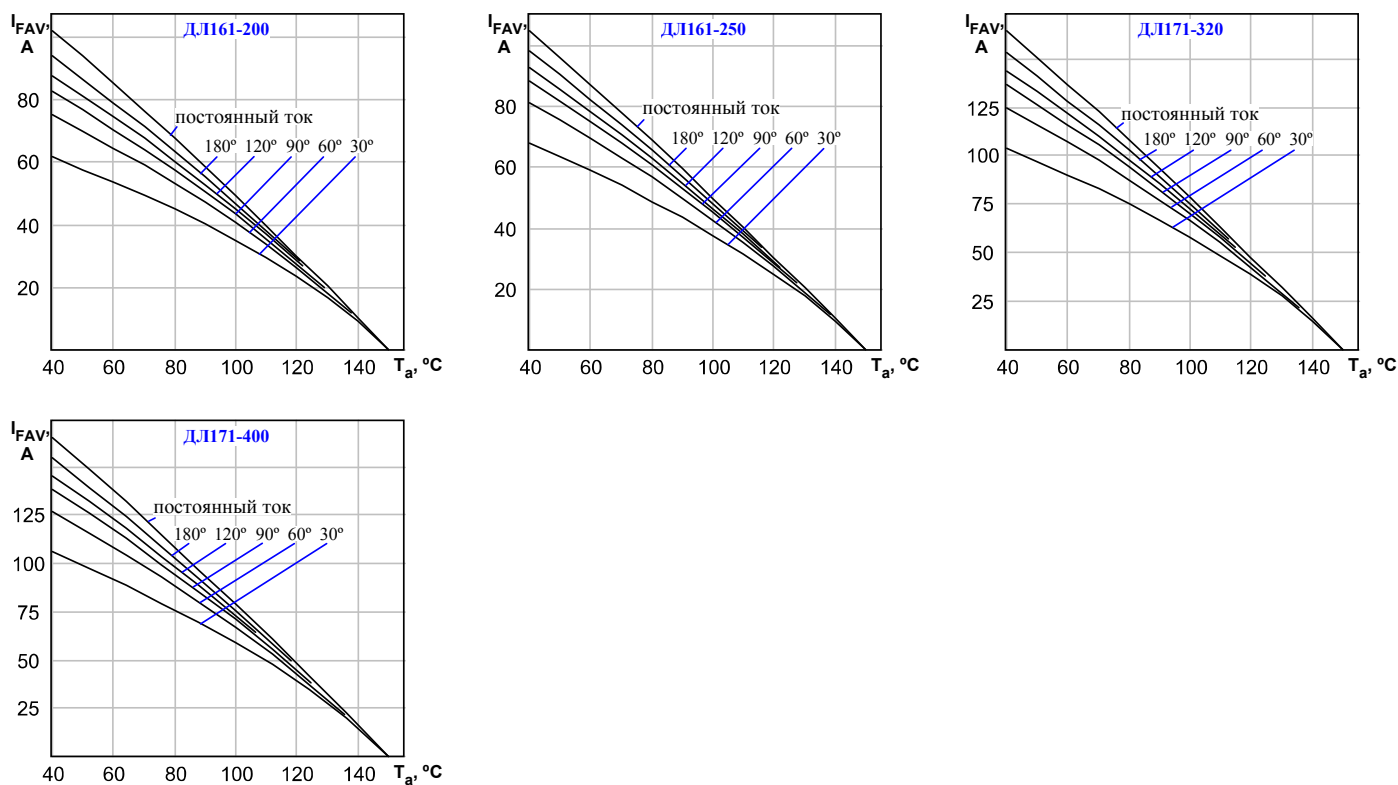 I FAV, A
ДЛ161-200
80
60
40
20
постоянный ток
180º 120º 90º 60º 30º
40 60 80 100 120 140 Ta, ºC
I FAV, A
ДЛ161-250
80
60
40
20
постоянный ток
180º 120º 90º 60º 30º
40 60 80 100 120 140 Ta, ºC
I FAV, A
ДЛ171-320
125
100
75
50
25
постоянный ток
180º 120º 90º 60º 30º
40 60 80 100 120 140 Ta, ºC
I FAV, A
ДЛ171-400
125
100
75
50
25
постоянный ток
180º 120º 90º 60º 30º
40 60 80 100 120 140 Ta, ºC